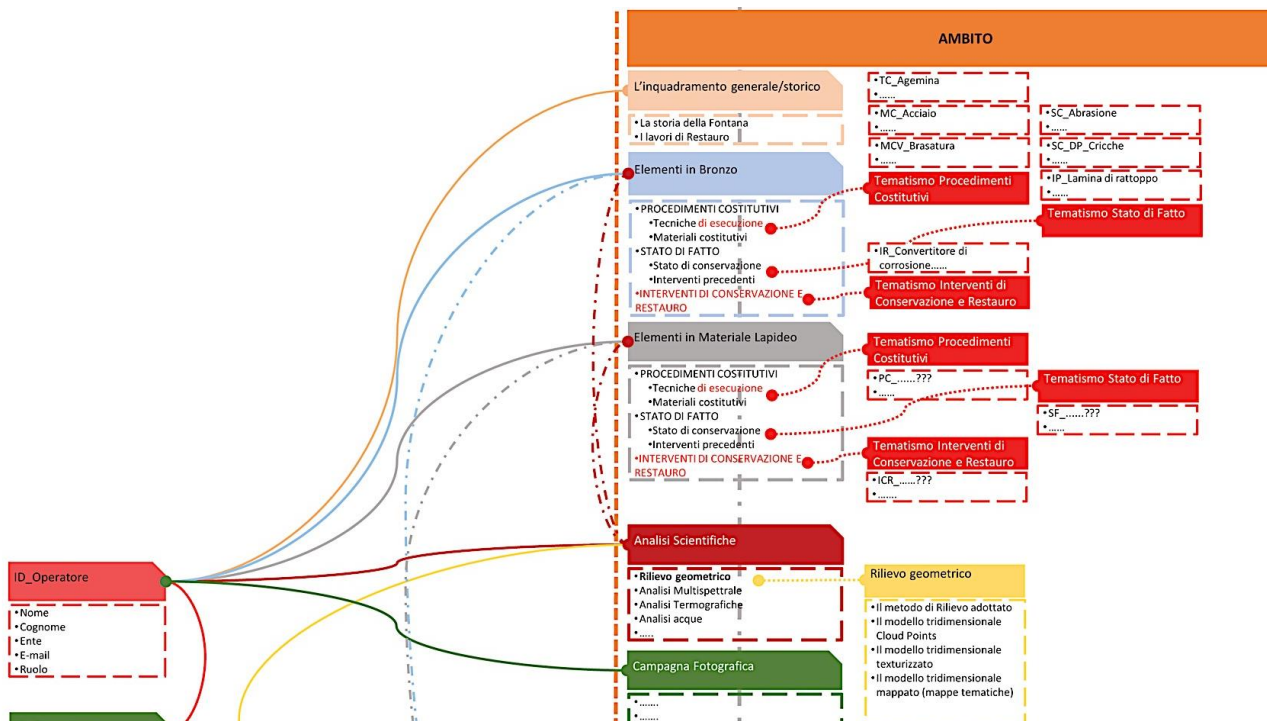 AMBITO
L'inquadramento generale/storico
•La storia della Fontana
•I lavori di Restauro
•TC_Agemina
•......
•MC_Acciaio
•......
•SC_Abrasione
•......
•MCV_Brasatura
•......
•SC_DP_Cricche
•......
•IP_Lamina di rattoppo
•......
Elementi in Bronzo
•PROCEDIMENTI COSTITUTIVI
•Tecniche di esecuzione
•Materiali costitutivi
•STATO DI FATTO
•Stato di conservazione
•Interventi precedenti
•INTERVENTI DI CONSERVAZIONE E
RESTAURO
Tematismo Procedimenti
Costitutivi
Tematismo Stato di Fatto
•IR_Convertitore di
corrosione......
Tematismo Interventi di
Conservazione e Restauro
Elementi in Materiale Lapideo
•PROCEDIMENTI COSTITUTIVI
•Tecniche di esecuzione
•Materiali costitutivi
•STATO DI FATTO
•Stato di conservazione
•Interventi precedenti
•INTERVENTI DI CONSERVAZIONE E
RESTAURO
Tematismo Procedimenti
Costitutivi
•PC_......???
•......
Tematismo Stato di Fatto
•SF_......???
•......
Tematismo Interventi di
Conservazione e Restauro
•ICR_......???
•.......
Analisi Scientifiche
•Rilievo geometrico
•Analisi Multispettrale
•Analisi Termografiche
•Analisi acque
•.....
Rilievo geometrico
•Il metodo di Rilievo adottato
•Il modello tridimensionale
Cloud Points
•Il modello tridimensionale
texturizzato
•Il modello tridimensionale
mappato (mappe tematiche)
Campagna Fotografica
•.......
•......
ID_Operatore
•Nome
•Cognome
•Ente
•E-mail
•Ruolo